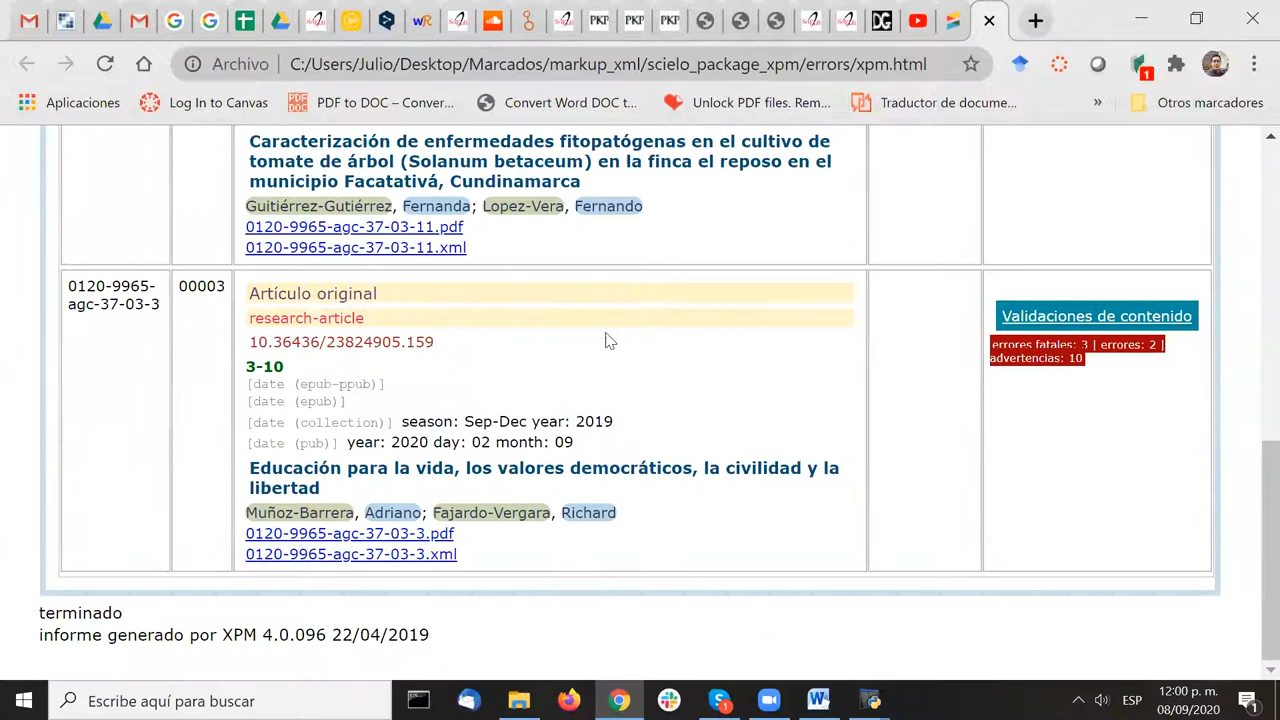 PKP
PKP
PKP
DG
Archivo
C:/Users/Julio/Desktop/Marcados/markup_xml/scielo_package_xpm/errors/xpm.html
1
Aplicaciones
Log In to Canvas
PDF to DOC – Conver...
Convert Word DOC t...
Unlock PDF files. Rem...
Traductor de docume...
»
Otros marcadores
Caracterización de enfermedades fitopatógenas en el cultivo de
tomate de árbol (Solanum betaceum) en la finca el reposo en el
municipio Facatativá, Cundinamarca
Guitiérrez-Gutiérrez, Fernanda; Lopez-Vera, Fernando
0120-9965-agc-37-03-11.pdf
0120-9965-agc-37-03-11.xml
0120-9965-
agc-37-03-3
00003
Artículo original
research-article
10.36436/23824905.159
3-10
[date (epub-ppub)]
[date (epub)]
[date (collection)] season: Sep-Dec year: 2019
[date (pub)] year: 2020 day: 02 month: 09
Educación para la vida, los valores democráticos, la civilidad y la
libertad
Muñoz-Barrera, Adriano; Fajardo-Vergara, Richard
0120-9965-agc-37-03-3.pdf
0120-9965-agc-37-03-3.xml
Validaciones de contenido
errores fatales: 3 | errores: 2 |
advertencias: 10
terminado
informe generado por XPM 4.0.096 22/04/2019
Escribe aquí para buscar
ESP
12:00 p. m.
08/09/2020